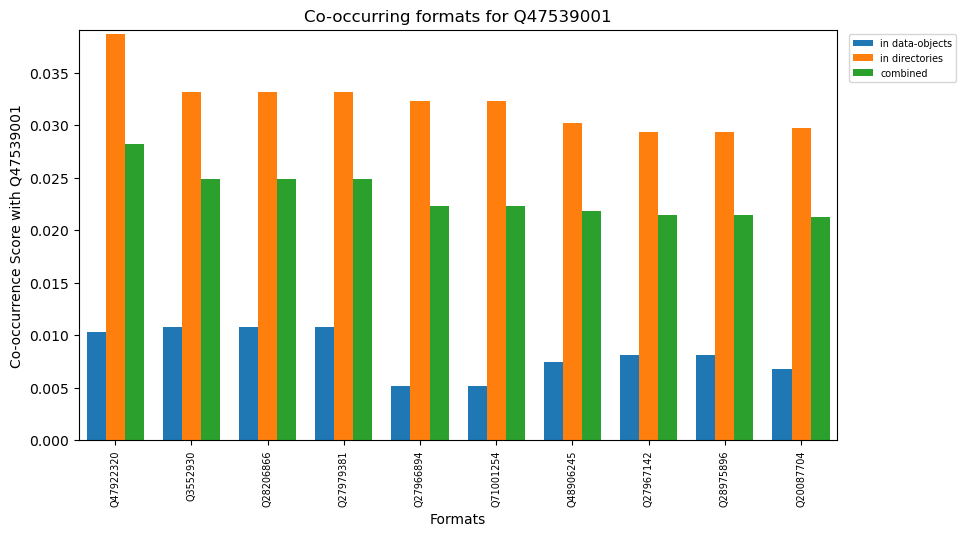 Co-occurring formats for Q47539001
in data-objects
in directories
combined
Co-occurrence Score with Q47539001
0.035
0.030
0.025
0.020
0.015
0.010
0.005
0.000
Q47922320
Q3552930
Q28206866
Q27979381
Q27966894
Q71001254
Q48906245
Q27967142
Q28975896
Q20087704
Formats